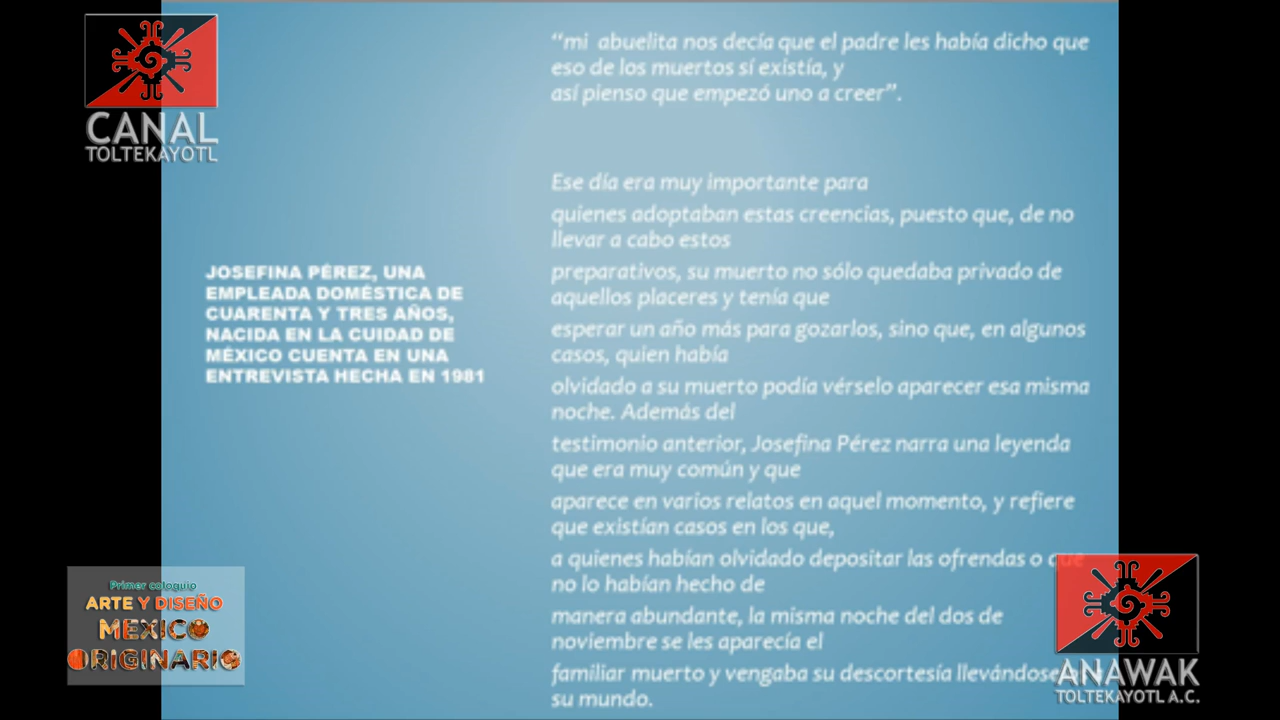 CANAL
TOLTEKAYOTL
JOSEFINA PÉREZ, UNA
EMPLEADA DOMÉSTICA DE
CUARENTA Y TRES AÑOS,
NACIDA EN LA CUIDAD DE
MÉXICO CUENTA EN UNA
ENTREVISTA HECHA EN 1981
“mi abuelita nos decía que el padre les había dicho que
eso de los muertos sí existía, y
así pienso que empezó uno a creer”.
Ese día era muy importante para
quienes adoptaban estas creencias, puesto que, de no
llevar a cabo estos
preparativos, su muerto no sólo quedaba privado de
aquellos placeres y tenía que
esperar un año más para gozarlos, sino que, en algunos
casos, quien había
olvidado a su muerto podía vérselo aparecer esa misma
noche. Además del
testimonio anterior, Josefina Pérez narra una leyenda
que era muy común y que
aparece en varios relatos en aquel momento, y refiere
que existían casos en los que,
a quienes habían olvidado depositar las ofrendas o que
no lo habían hecho de
manera abundante, la misma noche del dos de
noviembre se les aparecía el
familiar muerto y vengaba su descortesía
su mundo.
Primer coloquio
ARTE Y DISEÑO
MEXICO
ORIGINARIO
ANAWAK
TOLTEKAYOTL A.C.